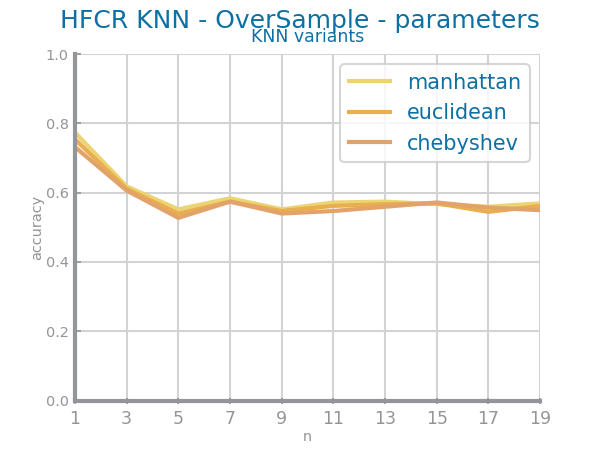 HFCR KNN - OverSample - parameters
KNN variants
manhattan
euclidean
chebyshev
accuracy
1.0
0.8
0.6
0.4
0.2
0.0
1 3 5 7 9 11 13 15 17 19
n